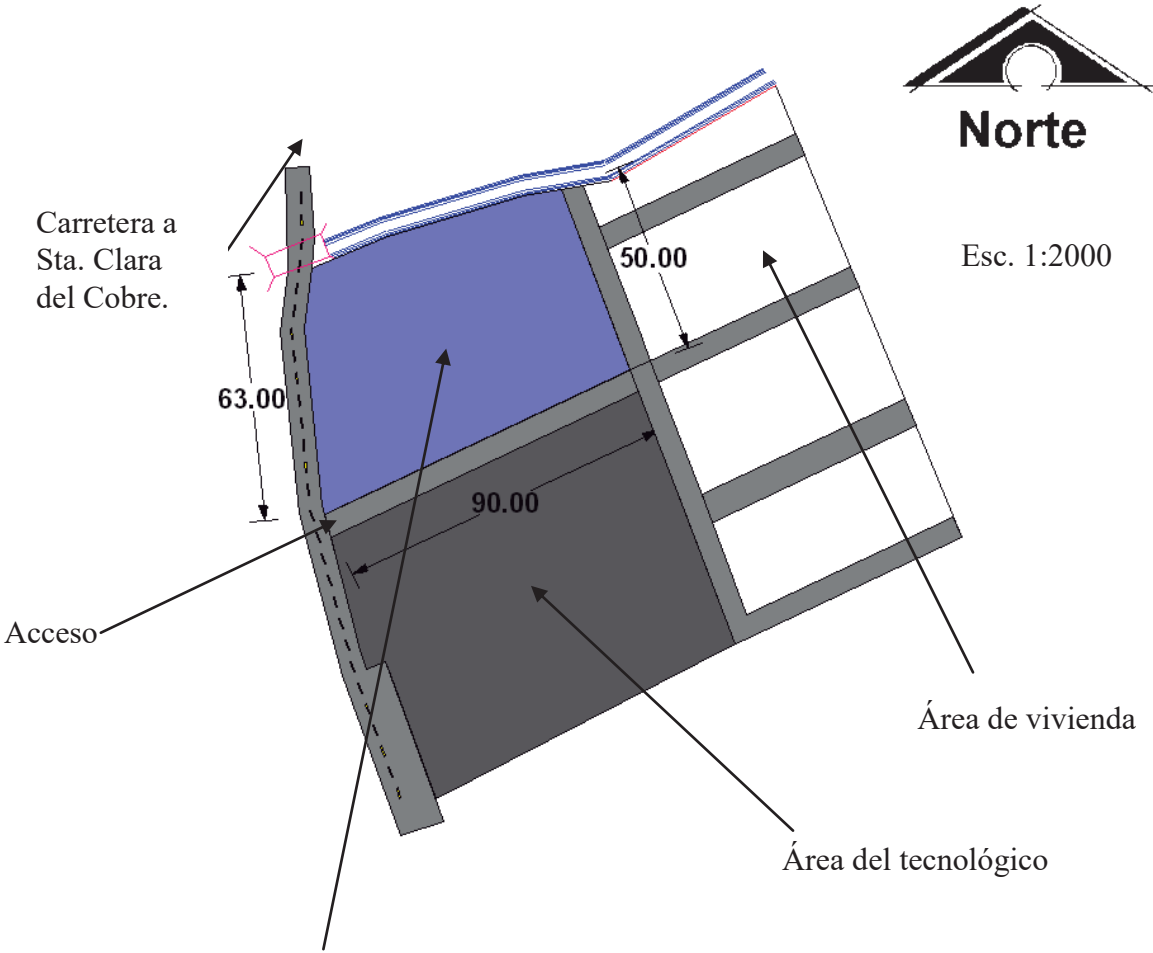 Norte
Carretera a
Sta. Clara
del Cobre.
50.00
Esc. 1:2000
63.00
90.00
Acceso
Área de vivienda
Área del tecnológico